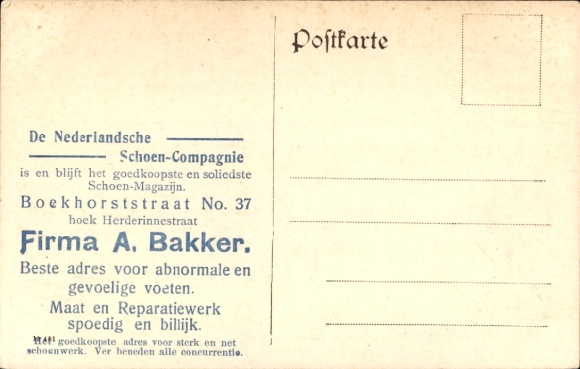 Postkarte
De Nederlandsche
Schoen-Compagnie
is en blijft het goedkoopste en soliedste
Schoen-Magazijn.
Boekhorststraat No. 37
hoek Herderinnestraat
Firma A. Bakker.
Beste adres voor abnormale en
gevoelige voeten.
Maat en Reparatiewerk
spoedig en billijk.
Het goedkoopste adres voor sterk en net
schoenwerk. Ver beneden alle concurrentie.